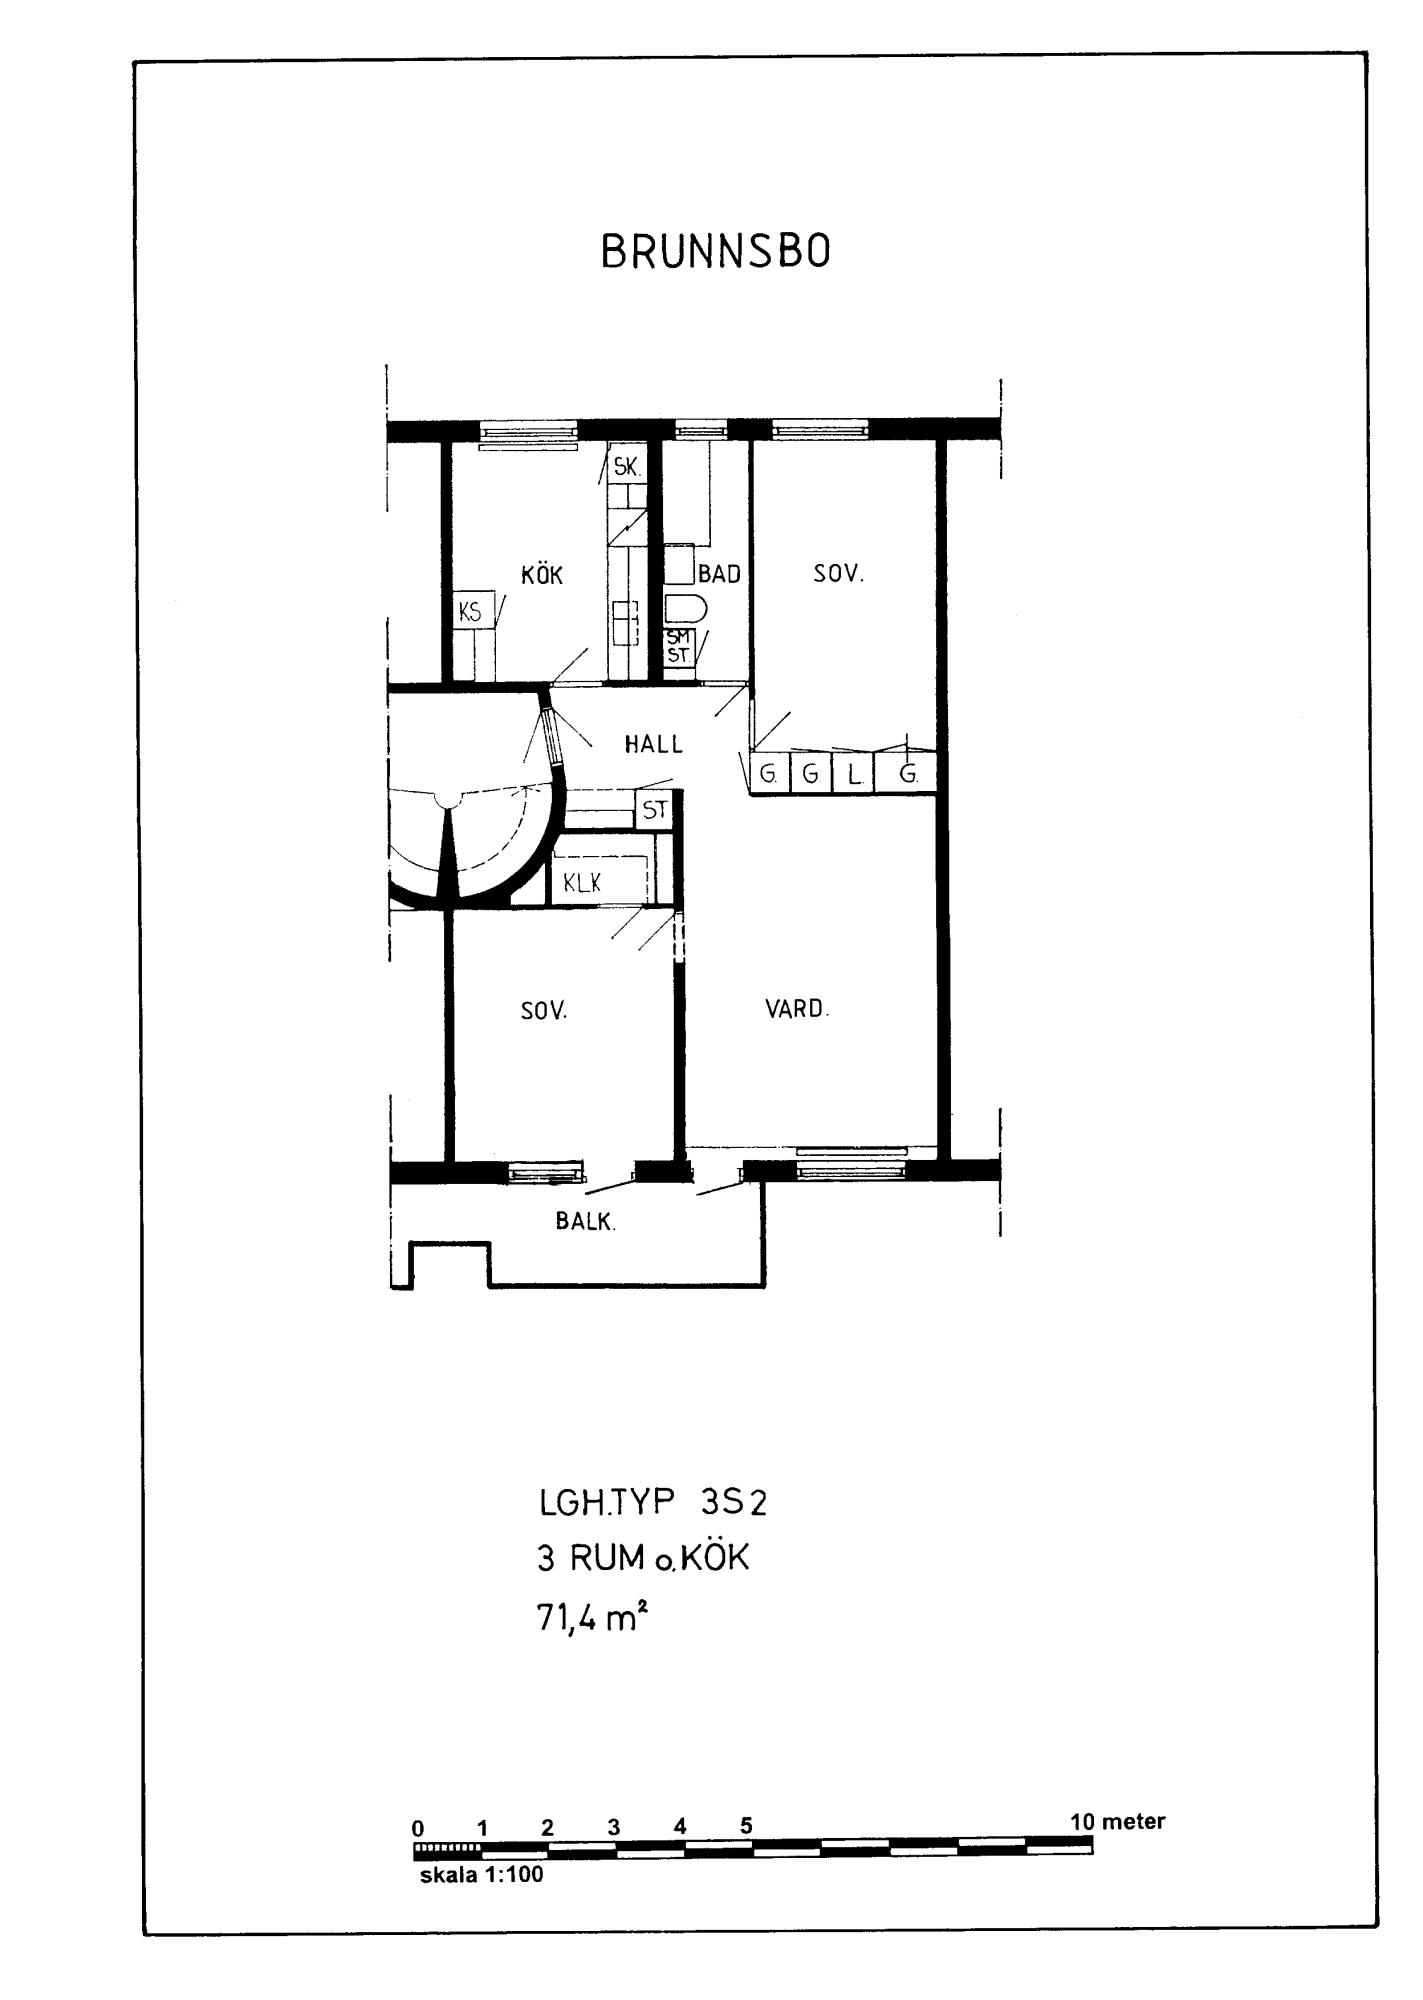 BRUNNSBO
SK.
KÖK
BAD
SOV.
KS
SM
ST.
HALL
G. G L. G.
ST
KLK
SOV.
VARD.
BALK.
LGH.TYP 3S2
3 RUM o. KÖK
71,4 m²
0 1 2 3 4 5 10 meter
skala 1:100